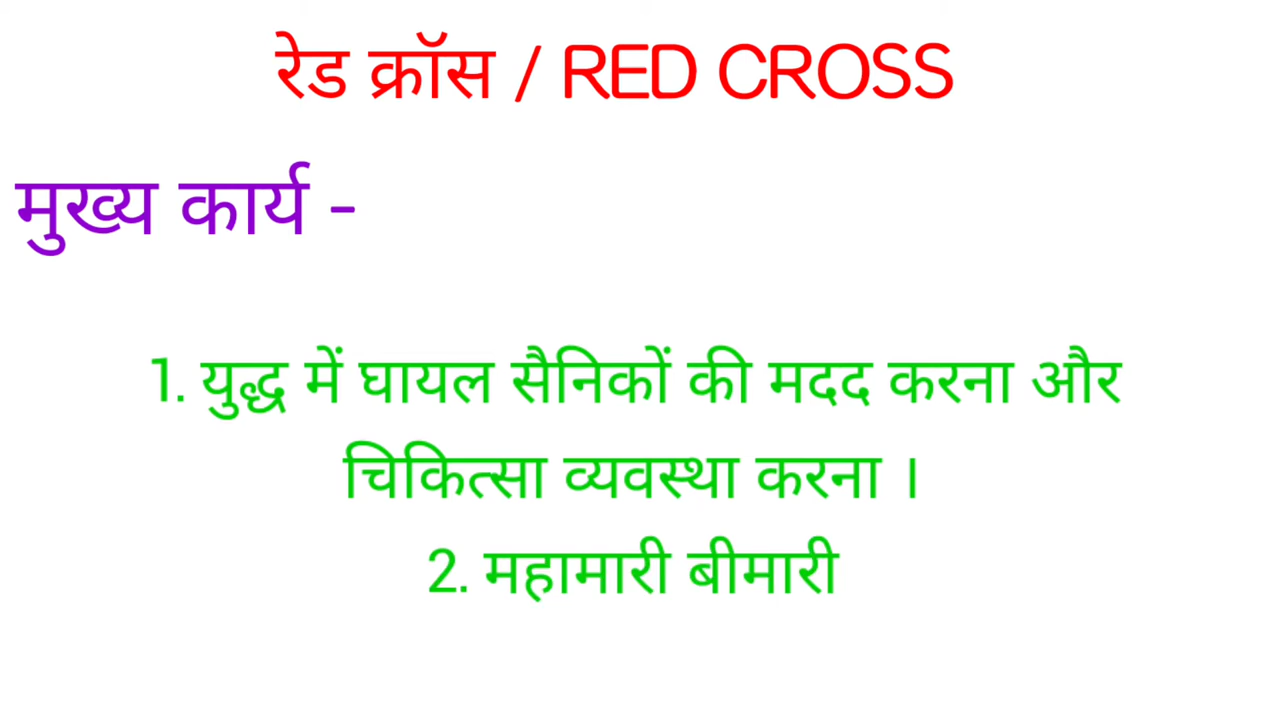 रेड क्रॉस / RED CROSS
मुख्य कार्य -
1. युद्ध में घायल सैनिकों की मदद करना और
चिकित्सा व्यवस्था करना ।
2. महामारी बीमारी